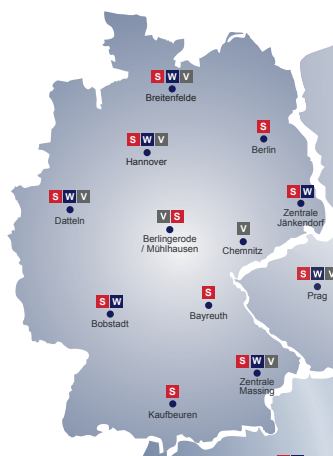 S W V
Breitenfelde
S
Berlin
S W V
Hannover
S W V
Datteln
S W
Zentrale
Jänkendorf
V S
Berlingerode
/ Mühlhausen
V
Chemnitz
S W V
Prag
S W
Bobstadt
S
Bayreuth
S W V
Zentrale
Massing
S
Kaufbeuren